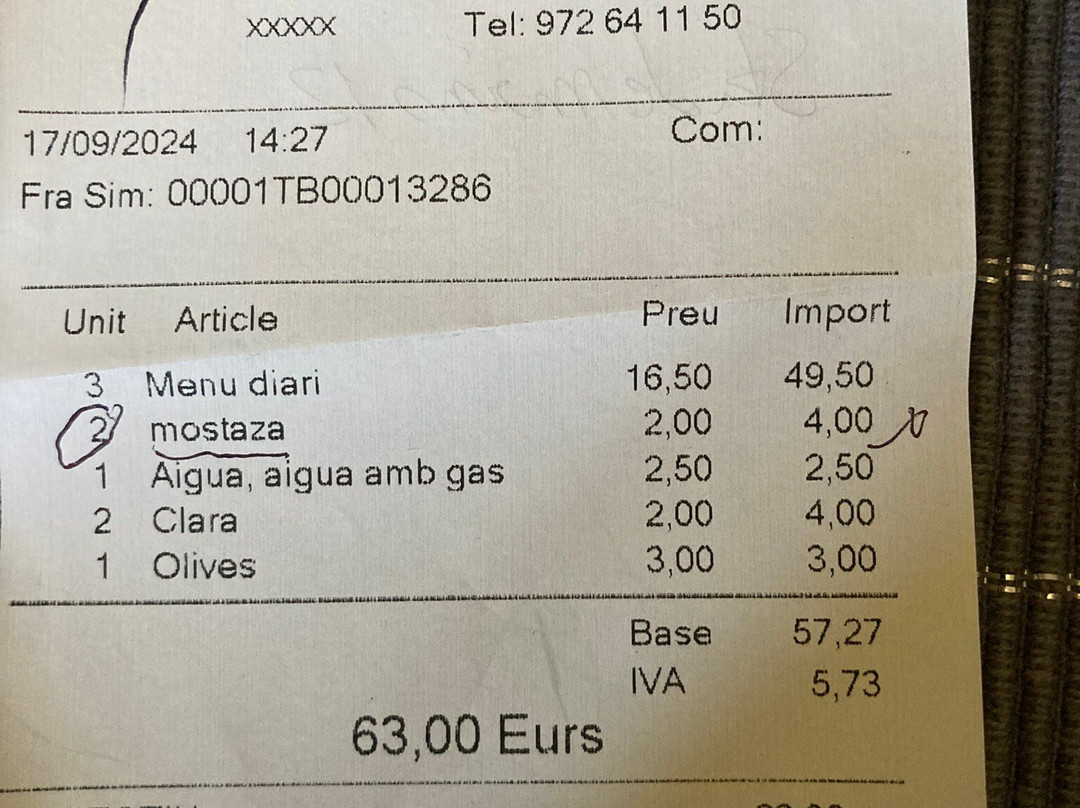 xxxxx Tel: 972 64 11 50
17/09/2024 14:27 Com:
Fra Sim: 00001TB00013286
Unit Article Preu Import
3 Menu diari 16,50 49,50
2 mostaza 2,00 4,00
1 Aigua, aigua amb gas 2,50 2,50
2 Clara 2,00 4,00
1 Olives 3,00 3,00
Base 57,27
IVA 5,73
63,00 Eurs